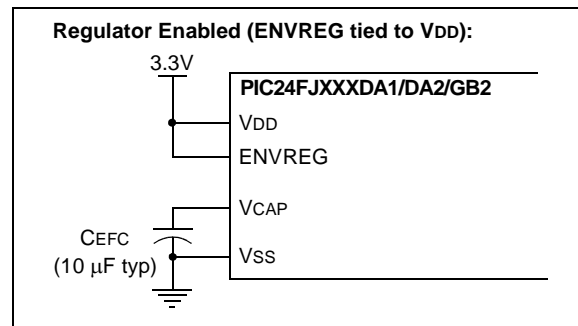 Regulator Enabled (ENVREG tied to VDD):
3.3V
PIC24FJXXXDA1/DA2/GB2
VDD
ENVREG
VCAP
CEFC
(10 μF typ)
VSS